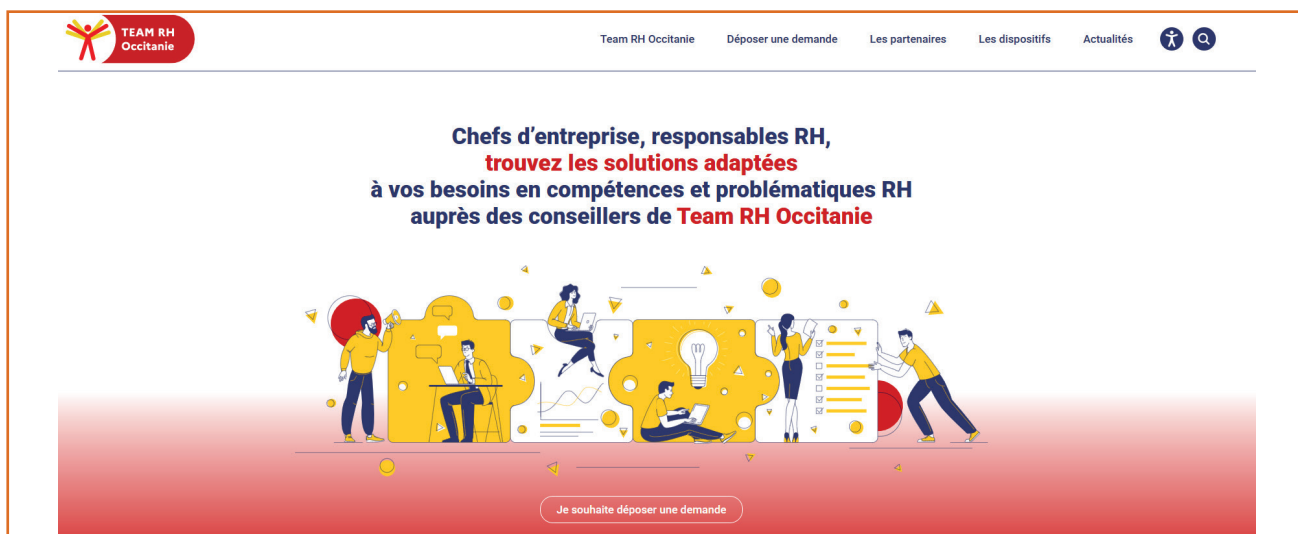 TEAM RH
Occitanie
Team RH Occitanie
Déposer une demande
Les partenaires
Les dispositifs
Actualités
Chefs d’entreprise, responsables RH,
trouvez les solutions adaptées
à vos besoins en compétences et problématiques RH
auprès des conseillers de Team RH Occitanie
Je souhaite déposer une demande